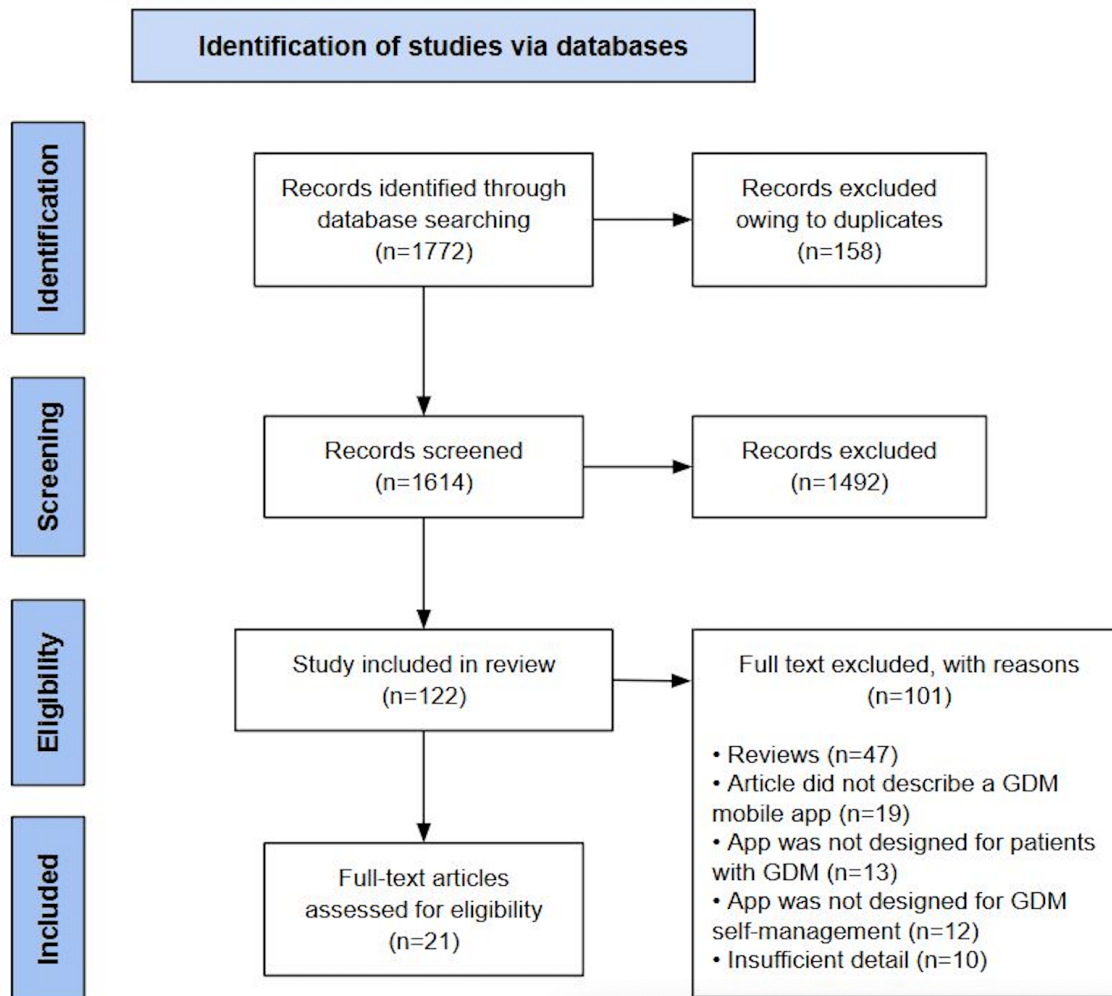 Identification of studies via databases
Identification
Records identified through
database searching
(n=1772)
Records excluded
owing to duplicates
(n=158)
Screening
Records screened
(n=1614)
Records excluded
(n=1492)
Eligibility
Study included in review
(n=122)
Full text excluded, with reasons
(n=101)
• Reviews (n=47)
• Article did not describe a GDM
mobile app (n=19)
• App was not designed for patients
with GDM (n=13)
• App was not designed for GDM
self-management (n=12)
• Insufficient detail (n=10)
Included
Full-text articles
assessed for eligibility
(n=21)